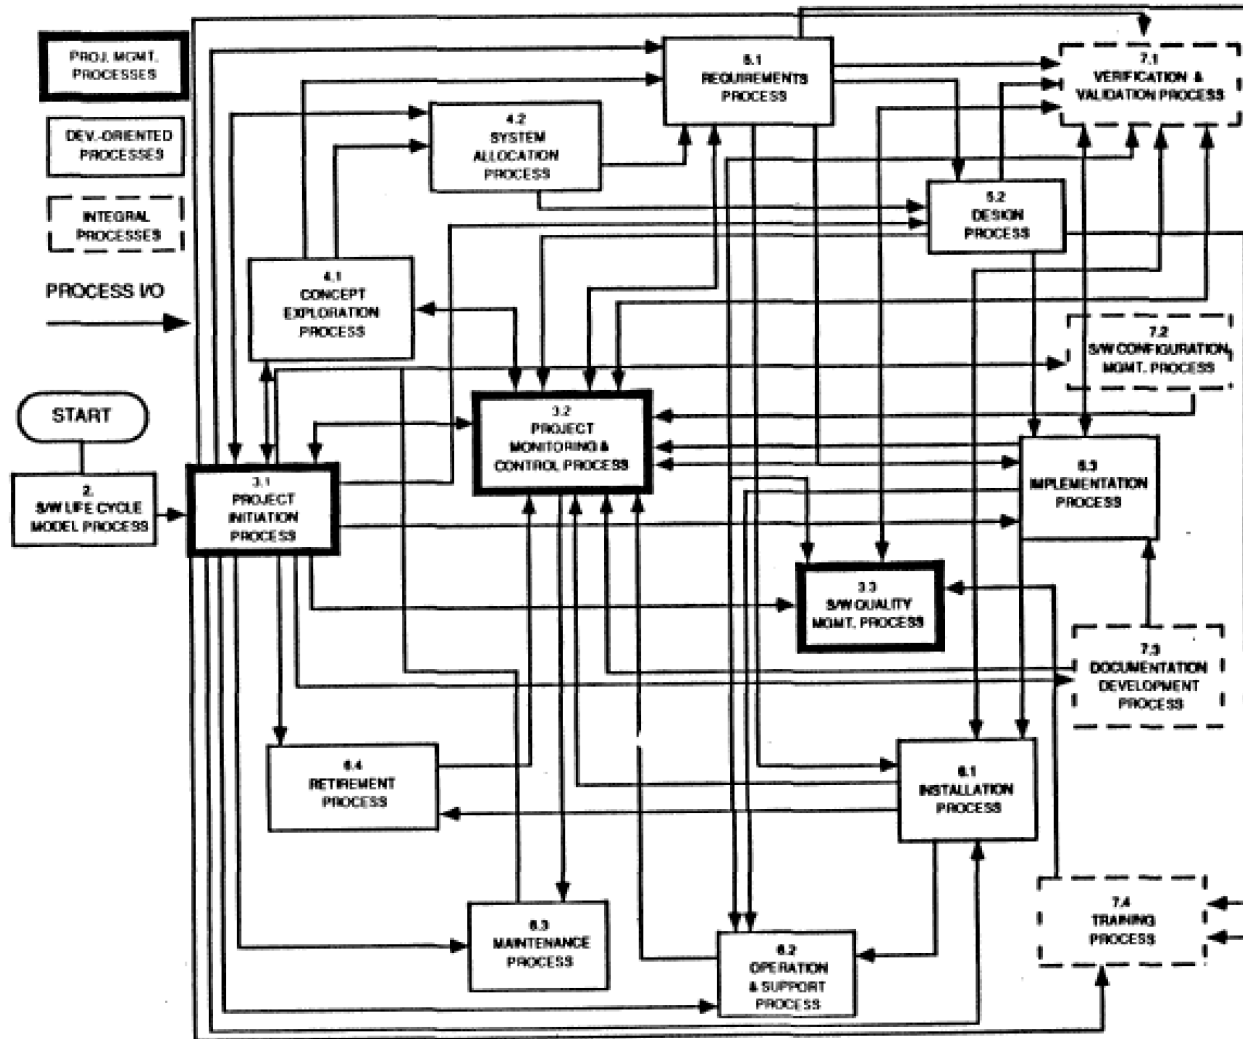 PROJ. MGMT.
PROCESSES
DEV.-ORIENTED
PROCESSES
INTEGRAL
PROCESSES
PROCESS I/O
START
2.
S/W LIFE CYCLE
MODEL PROCESS
3.1
PROJECT
INITIATION
PROCESS
4.1
CONCEPT
EXPLORATION
PROCESS
4.2
SYSTEM
ALLOCATION
PROCESS
5.1
REQUIREMENTS
PROCESS
7.1
VERIFICATION &
VALIDATION PROCESS
5.2
DESIGN
PROCESS
7.2
S/W CONFIGURATION
MGMT. PROCESS
3.2
PROJECT
MONITORING &
CONTROL PROCESS
5.3
IMPLEMENTATION
PROCESS
3.3
S/W QUALITY
MGMT. PROCESS
7.3
DOCUMENTATION
DEVELOPMENT
PROCESS
6.4
RETIREMENT
PROCESS
6.1
INSTALLATION
PROCESS
6.3
MAINTENANCE
PROCESS
6.2
OPERATION
& SUPPORT
PROCESS
7.4
TRAINING
PROCESS